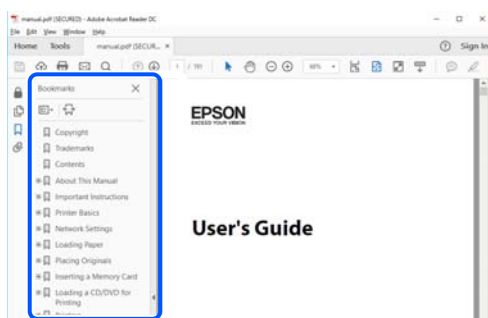 manual.pdf (SECURED) - Adobe Acrobat Reader DC
File Edit View Window Help
Home Tools manual.pdf (SECUR... × Sign In
1 / 191
Bookmarks
Copyright
Trademarks
Contents
About This Manual
Important Instructions
Printer Basics
Network Settings
Loading Paper
Placing Originals
Inserting a Memory Card
Loading a CD/DVD for
Printing
EPSON
EXCEED YOUR VISION
User's Guide